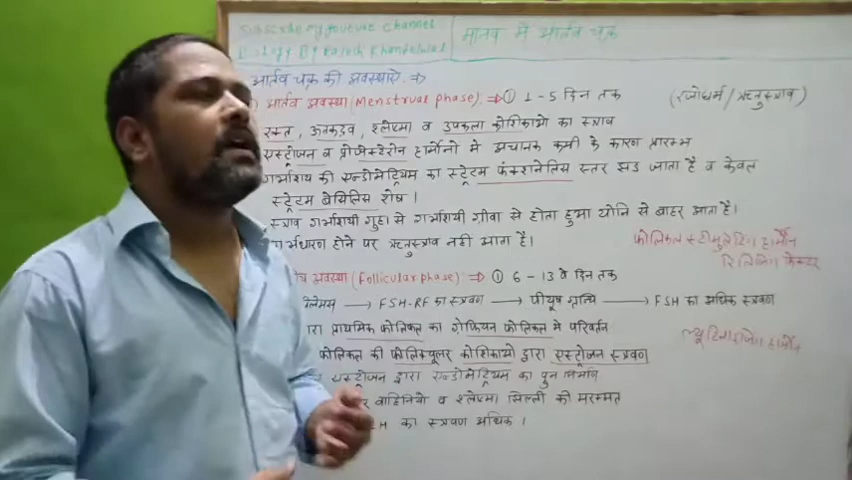 Subscribe my youtube channel
Biology By Rajesh Khandelwal
मानव में आर्तव चक्र
आर्तव चक्र की अवस्थाएं ⇒
आर्तव अवस्था (Menstrual phase). ⇒ ① 1-5 दिन तक (रजोधर्म / ऋतुस्त्राव)
रक्त, ऊतकद्रव, श्लेष्मा व उपकला कोशिकाओं का स्त्राव
एस्ट्रोजन व प्रोजेस्टेरोन हार्मोनों में अचानक कमी के कारण प्रारम्भ
गर्भाशय की एन्डोमेट्रियम का स्ट्रेटम फंक्शनेलिस स्तर झड़ जाता है व केवल
स्ट्रेटम बेसिलिस शेष।
स्त्राव गर्भाशयी गुहा से गर्भाशयी ग्रीवा से होता हुआ योनि से बाहर आता है।
गर्भधारण होने पर ऋतुस्त्राव नहीं आता है।
फोलिकल स्टीमुलेटिंग हार्मोन
रिलिजिंग फेक्टर
अवस्था (Follicular phase) ⇒ ① 6 - 13 वे दिन तक
→ FSH-RF का स्त्रवण → पीयूष ग्रन्थि → FSH का अधिक स्त्रवण
प्राथमिक फोलिकल का ग्रेफियन फोलिकल में परिवर्तन
ल्यूटिनाइजिंग हार्मोन
फोलिकल की फोलिक्यूलर कोशिकाओं द्वारा एस्ट्रोजन स्त्रवण
एस्ट्रोजन द्वारा एन्डोमेट्रियम का पुन निर्माण
वाहिनियो व श्लेष्मा झिल्ली की मरम्मत
का स्त्रवण अधिक।